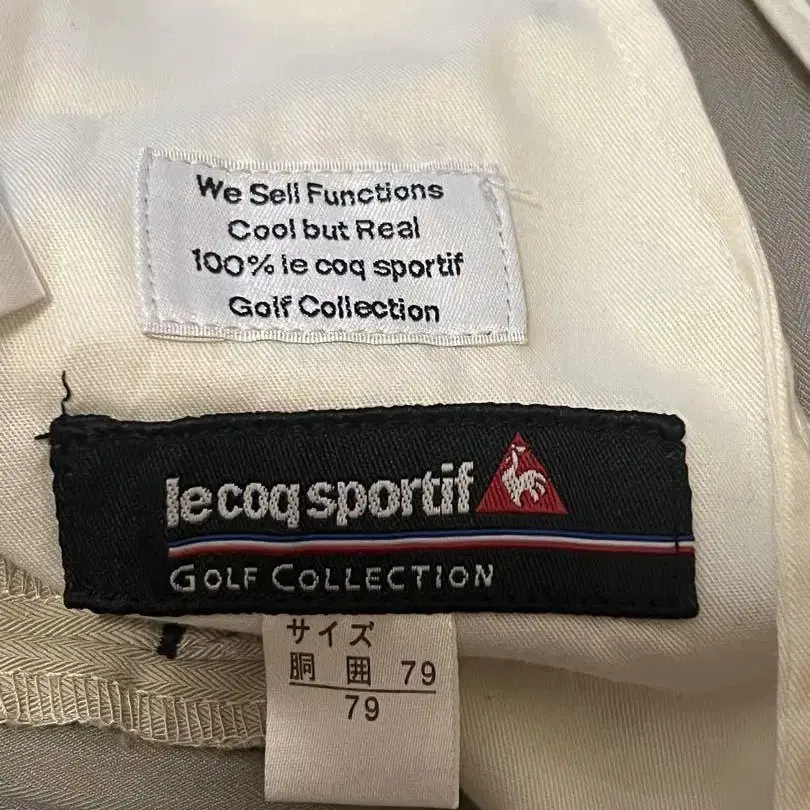 We Sell Functions
Cool but Real
100% le coq sportif
Golf Collection
le coq sportif
GOLF COLLECTION
サイズ
胴囲 79
79